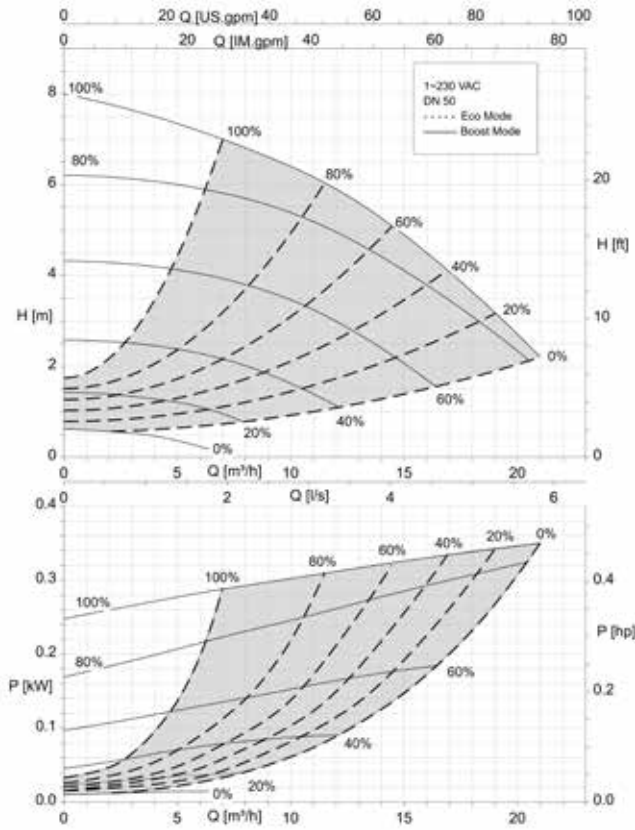 0 20 Q [US.gpm] 40 60 80 100
0 20 Q [IM.gpm] 40 60 80
8 100%
100%
1~230 VAC
DN 50
Eco Mode
Boost Mode
80%
80%
6 20
60%
H [ft]
4 40%
H [m] 20%
10
2 0%
60%
40%
20%
0%
0 0
0 5 Q [m³/h] 10 15 20
0 2 Q [l/s] 4 6
0.4
0%
20%
40%
60%
80%
100%
0.3 0.4
100%
80%
P [hp]
0.2 0.2
P [kW] 60%
0.1
40%
20%
0%
0.0 0.0
0 5 Q [m³/h] 10 15 20